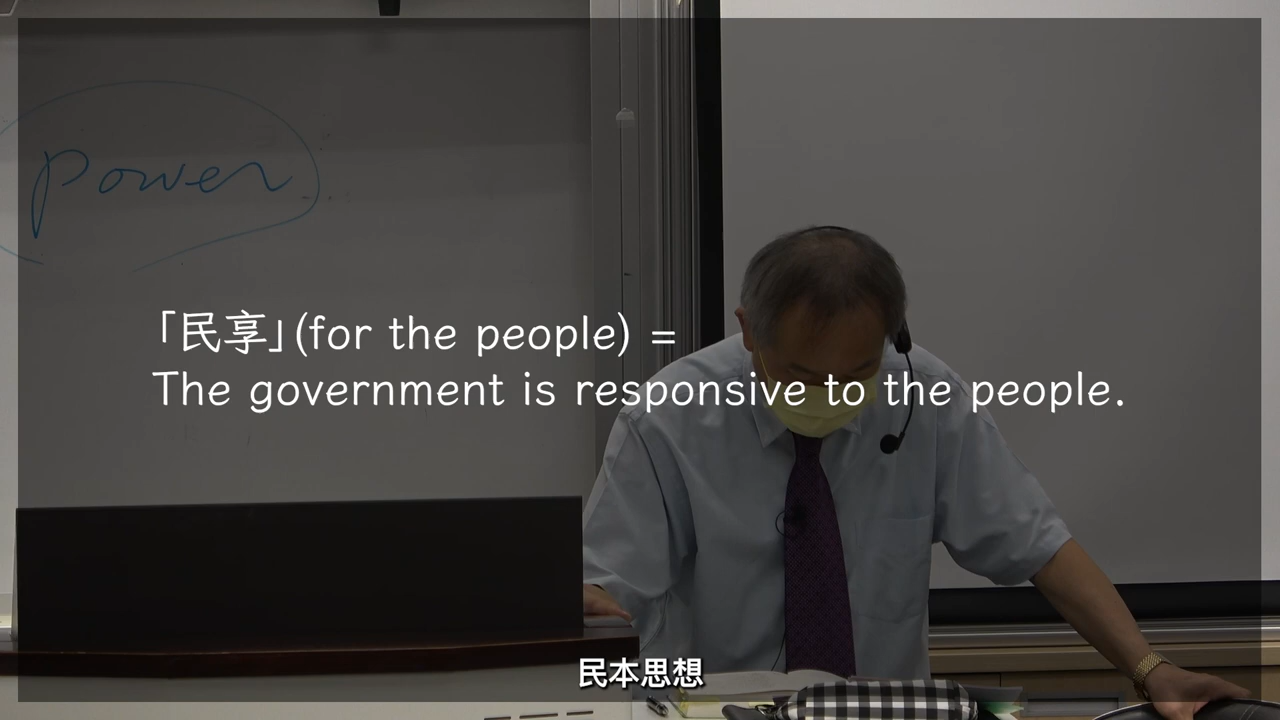 power
「民享」(for the people) =
The government is responsive to the people.
民本思想